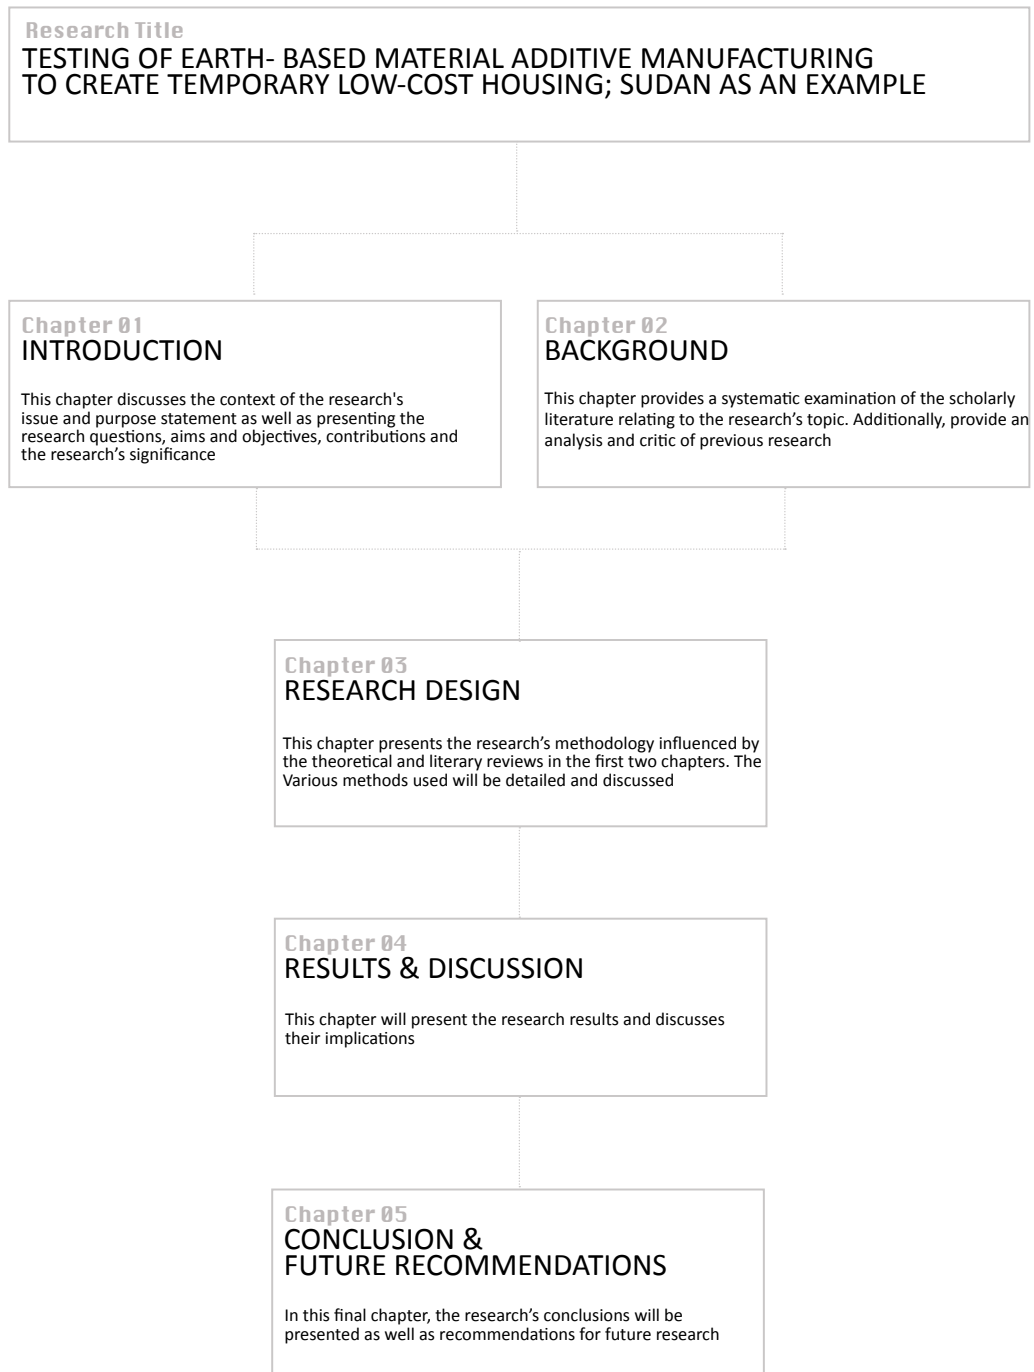 Research Title
TESTING OF EARTH- BASED MATERIAL ADDITIVE MANUFACTURING
TO CREATE TEMPORARY LOW-COST HOUSING; SUDAN AS AN EXAMPLE
Chapter 01
INTRODUCTION
This chapter discusses the context of the research's
issue and purpose statement as well as presenting the
research questions, aims and objectives, contributions and
the research’s significance
Chapter 02
BACKGROUND
This chapter provides a systematic examination of the scholarly
literature relating to the research’s topic. Additionally, provide an
analysis and critic of previous research
Chapter 03
RESEARCH DESIGN
This chapter presents the research’s methodology influenced by
the theoretical and literary reviews in the first two chapters. The
Various methods used will be detailed and discussed
Chapter 04
RESULTS & DISCUSSION
This chapter will present the research results and discusses
their implications
Chapter 05
CONCLUSION &
FUTURE RECOMMENDATIONS
In this final chapter, the research’s conclusions will be
presented as well as recommendations for future research